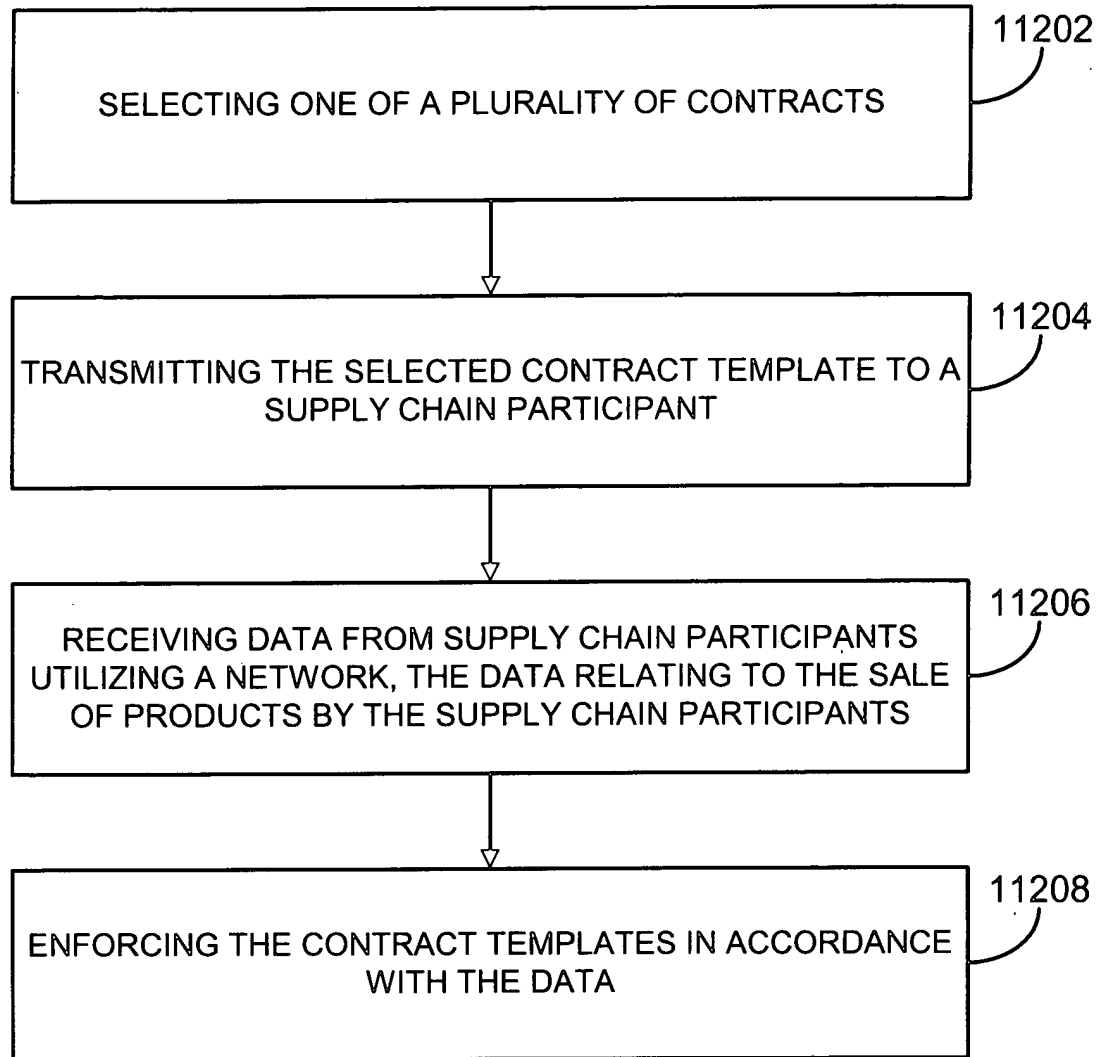 11202
SELECTING ONE OF A PLURALITY OF CONTRACTS
11204
TRANSMITTING THE SELECTED CONTRACT TEMPLATE TO A
SUPPLY CHAIN PARTICIPANT
11206
RECEIVING DATA FROM SUPPLY CHAIN PARTICIPANTS
UTILIZING A NETWORK, THE DATA RELATING TO THE SALE
OF PRODUCTS BY THE SUPPLY CHAIN PARTICIPANTS
11208
ENFORCING THE CONTRACT TEMPLATES IN ACCORDANCE
WITH THE DATA